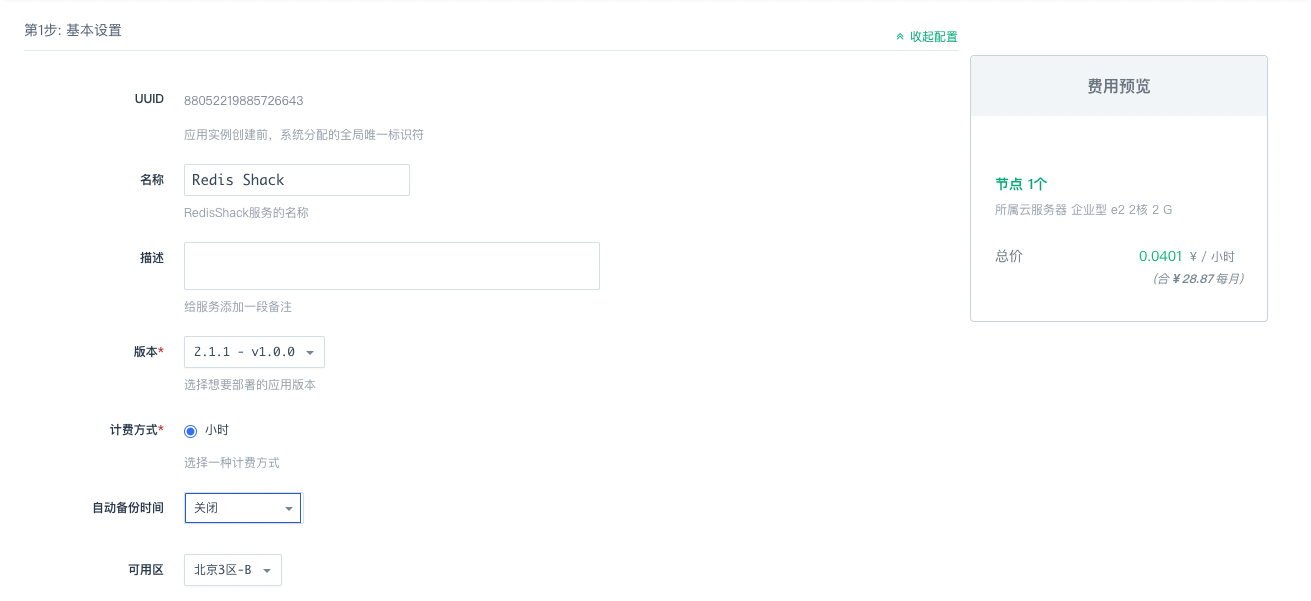 第1步: 基本设置
收起配置
UUID
88052219885726643
应用实例创建前，系统分配的全局唯一标识符
名称
Redis Shack
RedisShack服务的名称
描述
给服务添加一段备注
版本*
2.1.1 - v1.0.0
选择想要部署的应用版本
计费方式*
小时
选择一种计费方式
自动备份时间
关闭
可用区
北京3区-B
费用预览
节点 1个
所属云服务器 企业型 e2 2核 2 G
总价
0.0401 ¥ / 小时
(合 ¥ 28.87 每月)